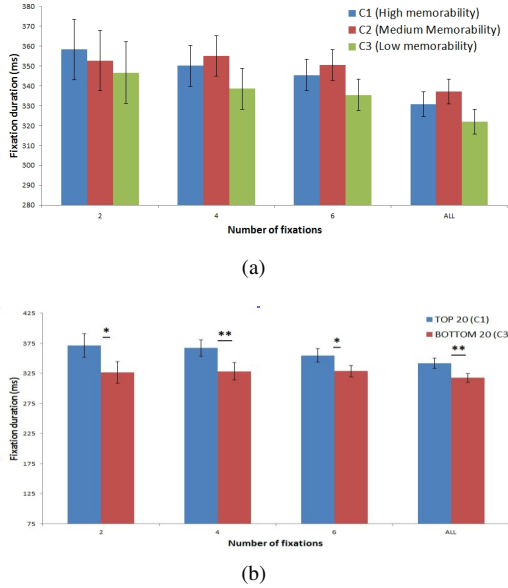 C1 (High memorability)
C2 (Medium Memorability)
C3 (Low memorability)
Fixation duration (ms)
360
370
380
350
340
330
320
310
300
290
280
2
4
6
ALL
Number of fixations
(a)
TOP 20 (C1)
BOTTOM 20 (C3
Fixation duration (ms)
425
375
325
275
225
175
125
75
*
**
*
**
2
4
6
ALL
Number of fixations
(b)